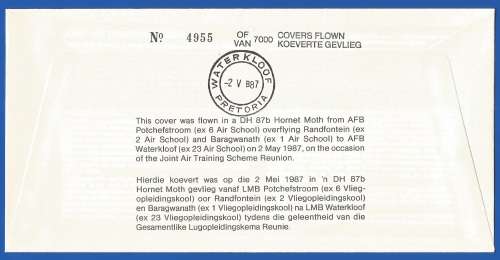 No 4955 OF VAN 7000 COVERS FLOWN KOEVERTE GEVLIEG
WATERKLOOF
-2 V 1987
PRETORIA
This cover was flown in a DH 87b Hornet Moth from AFB
Potchefstroom (ex 6 Air School) overflying Randfontein (ex
2 Air School) and Baragwanath (ex 1 Air School) to AFB
Waterkloof (ex 23 Air School) on 2 May 1987, on the occasion
of the Joint Air Training Scheme Reunion.
Hierdie koevert was op die 2 Mei 1987 in 'n DH 87b
Hornet Moth gevlieg vanaf LMB Potchefstroom (ex 6 Vlieg-
opleidingskool) oor Randfontein (ex 2 Vliegopleidingskool)
en Baragwanath (ex 1 Vliegopleidingskool) na LMB Waterkloof
(ex 23 Vliegopleidingskool) tydens die geleentheid van die
Gesamentlike Lugopleidingskema Reunie.